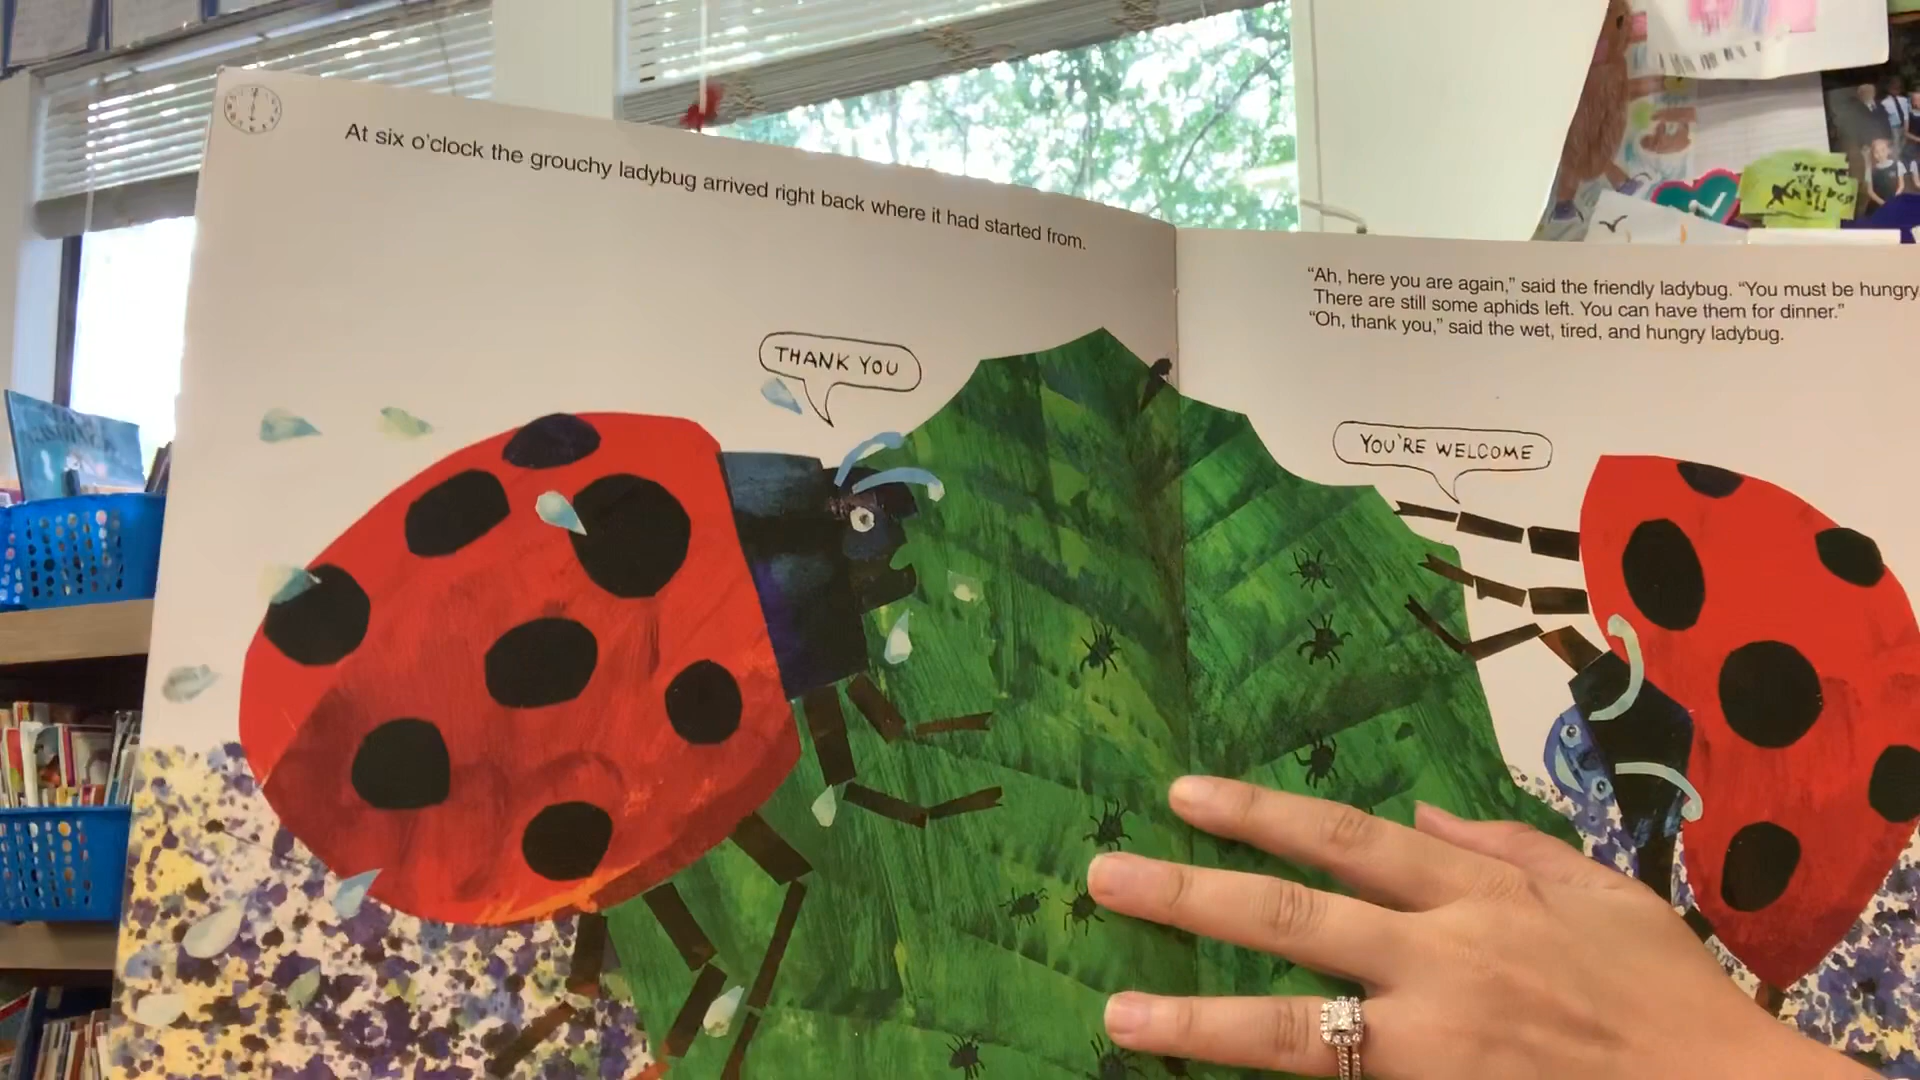 At six o'clock the grouchy ladybug arrived right back where it had started from.
THANK YOU
“Ah, here you are again,” said the friendly ladybug. “You must be hungry
There are still some aphids left. You can have them for dinner.”
“Oh, thank you,” said the wet, tired, and hungry ladybug.
YOU'RE WELCOME